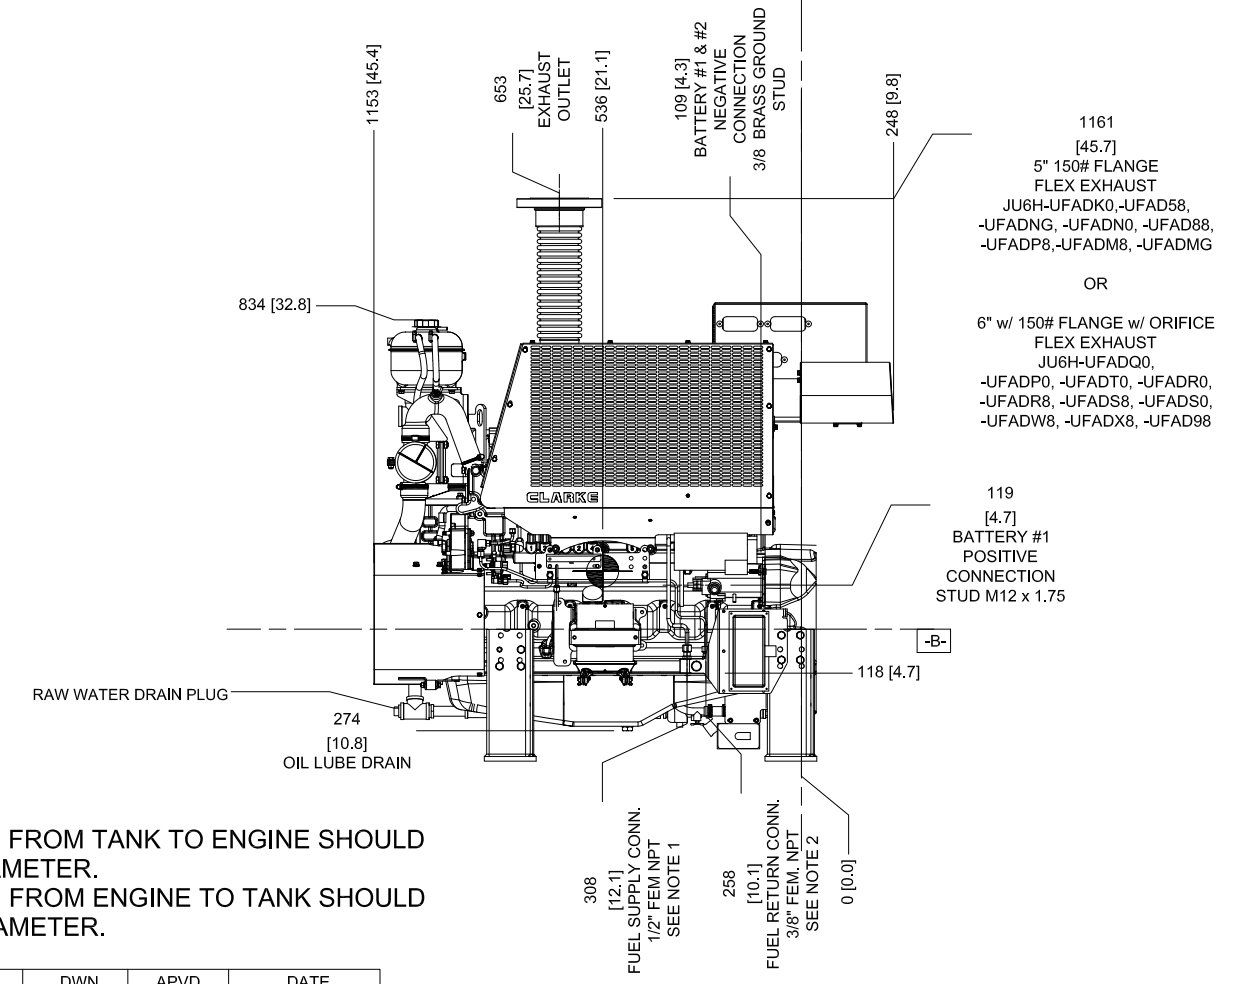 1153 [45.4]
653
[25.7]
EXHAUST
OUTLET
536 [21.1]
109 [4.3]
BATTERY #1 & #2
NEGATIVE
CONNECTION
3/8 BRASS GROUND
STUD
248 [9.8]
1161
[45.7]
5" 150# FLANGE
FLEX EXHAUST
JU6H-UFADK0,-UFAD58,
-UFADNG, -UFADN0, -UFAD88,
-UFADP8,-UFADM8, -UFADMG
OR
6" w/ 150# FLANGE w/ ORIFICE
FLEX EXHAUST
JU6H-UFADQ0,
-UFADP0, -UFADT0, -UFADR0,
-UFADR8, -UFADS8, -UFADS0,
-UFADW8, -UFADX8, -UFAD98
834 [32.8]
CLARKE
119
[4.7]
BATTERY #1
POSITIVE
CONNECTION
STUD M12 x 1.75
-B-
118 [4.7]
RAW WATER DRAIN PLUG
274
[10.8]
OIL LUBE DRAIN
308
[12.1]
FUEL SUPPLY CONN.
1/2" FEM NPT
SEE NOTE 1
258
[10.1]
FUEL RETURN CONN.
3/8" FEM. NPT
SEE NOTE 2
0 [0.0]
FROM TANK TO ENGINE SHOULD
AMETER.
FROM ENGINE TO TANK SHOULD
AMETER.
DWN APVD DATE